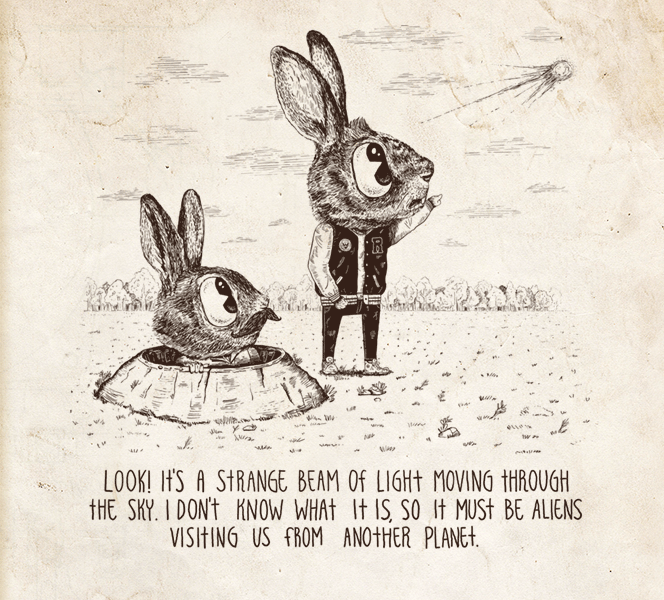 R
LOOK! IT'S A STRANGE BEAM OF LIGHT MOVING THROUGH
THE SKY. I DON'T KNOW WHAT IT IS, SO IT MUST BE ALIENS
VISITING US FROM ANOTHER PLANET.